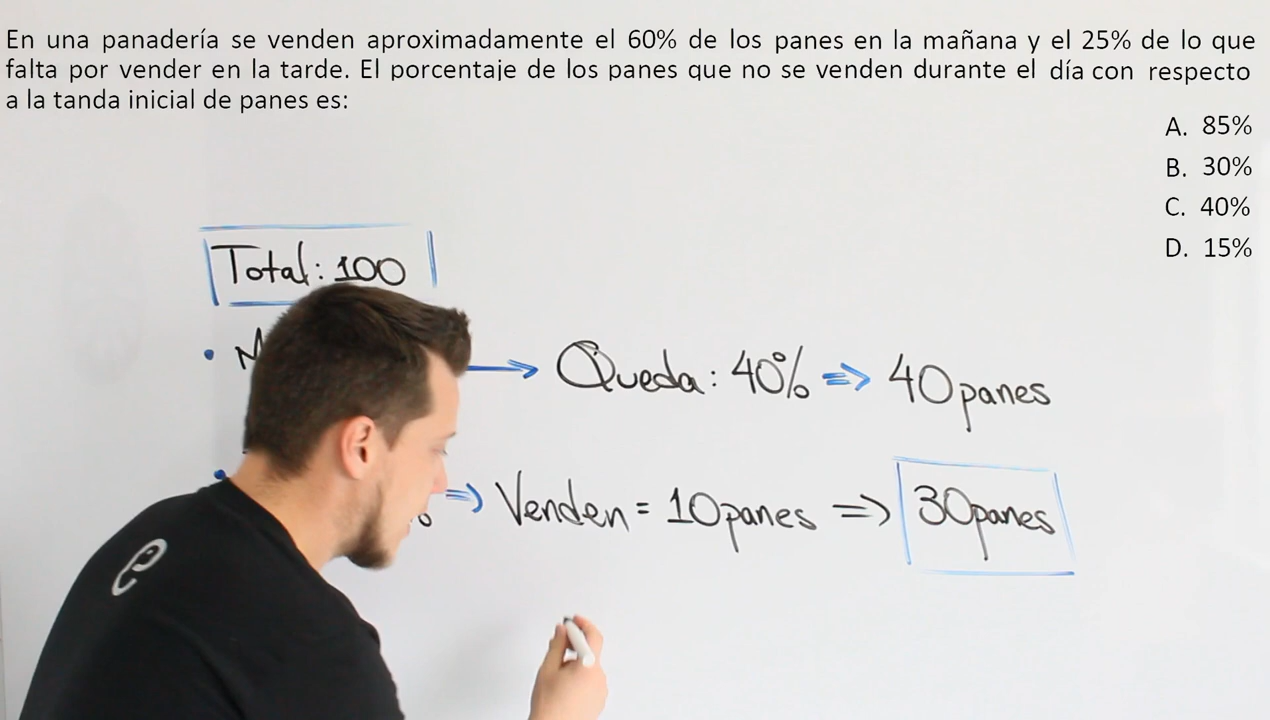 En una panadería se venden aproximadamente el 60% de los panes en la mañana y el 25% de lo que
falta por vender en la tarde. El porcentaje de los panes que no se venden durante el día con respecto
a la tanda inicial de panes es:
A. 85%
B. 30%
C. 40%
D. 15%
Total: 100
Queda: 40% => 40 panes
=> Venden = 10 panes => 30 panes